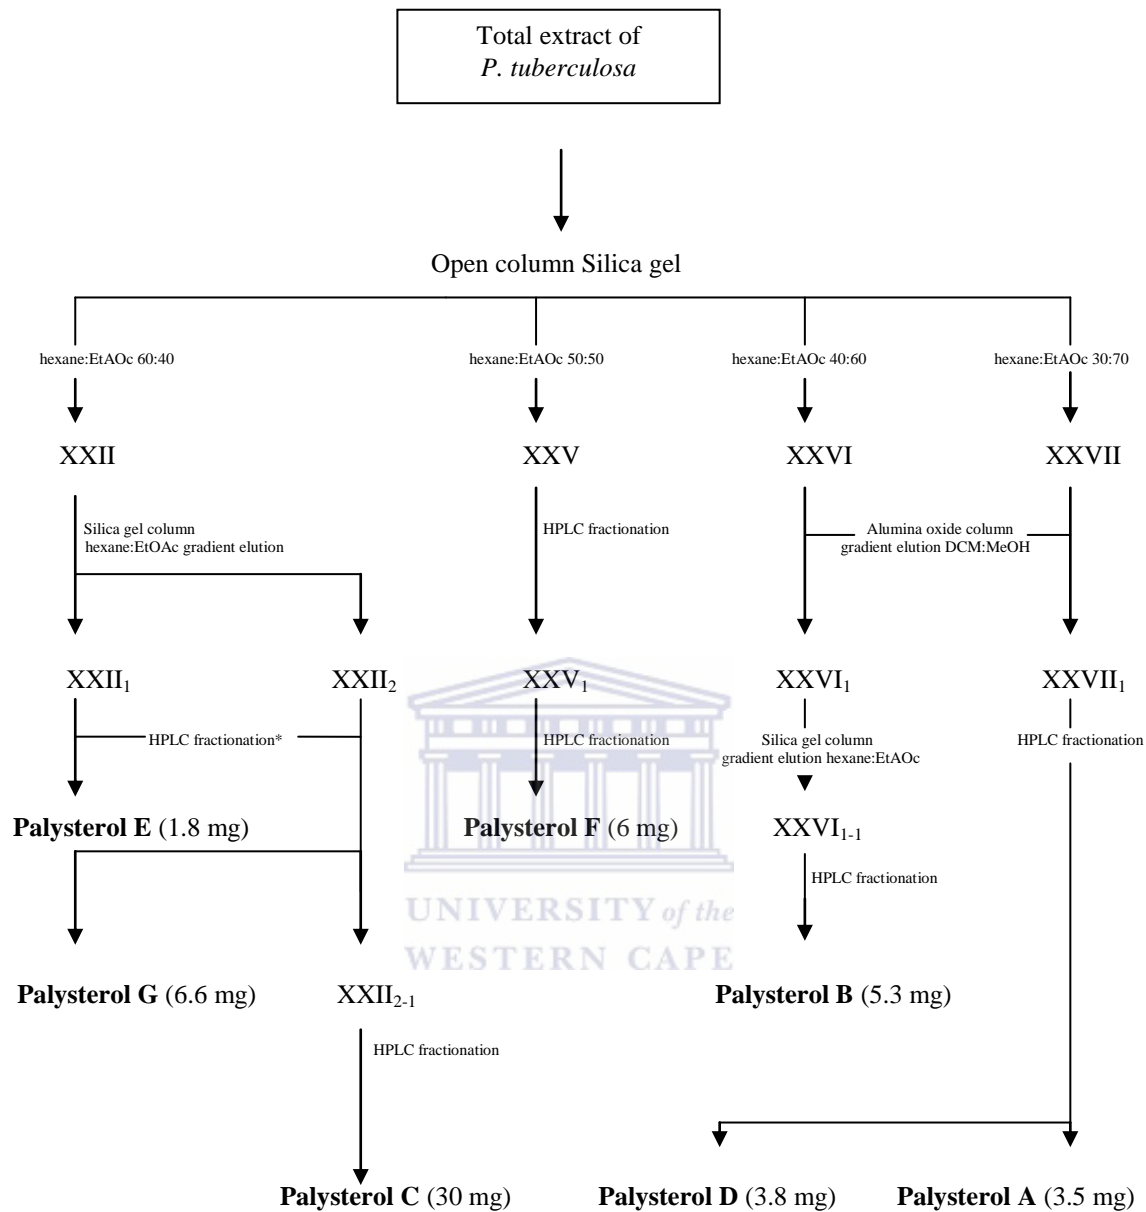 Total extract of
P. tuberculosa
Open column Silica gel
hexane:EtAOc 60:40
hexane:EtAOc 50:50
hexane:EtAOc 40:60
hexane:EtAOc 30:70
XXII
XXV
XXVI
XXVII
Silica gel column
hexane:EtOAc gradient elution
HPLC fractionation
Alumina oxide column
gradient elution DCM:MeOH
XXII₁
XXII₂
XXV₁
XXVI₁
XXVII₁
HPLC fractionation*
HPLC fractionation
Silica gel column
gradient elution hexane:EtAOc
HPLC fractionation
Palysterol E (1.8 mg)
Palysterol F (6 mg)
XXVI₁₋₁
HPLC fractionation
UNIVERSITY of the
WESTERN CAPE
Palysterol G (6.6 mg)
XXII₂₋₁
Palysterol B (5.3 mg)
HPLC fractionation
Palysterol C (30 mg)
Palysterol D (3.8 mg)
Palysterol A (3.5 mg)